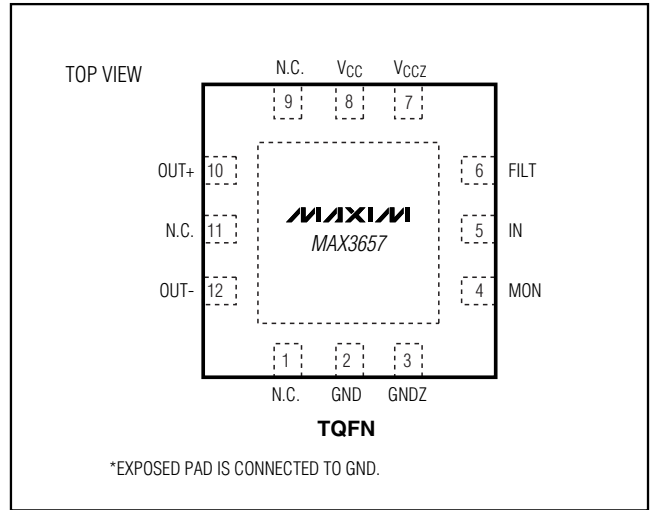 TOP VIEW
N.C. VCC VCCZ
9 8 7
OUT+ 10 6 FILT
MAXIM
N.C. 11 5 IN
MAX3657
OUT- 12 4 MON
1 2 3
N.C. GND GNDZ
TQFN
*EXPOSED PAD IS CONNECTED TO GND.